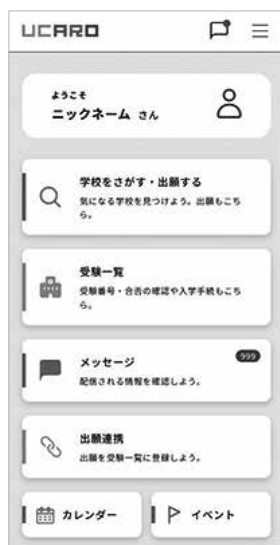 UCARO
ようこそ
ニックネーム さん
学校をさがす・出願する
気になる学校を見つけよう。出願もこち
ら。
受験一覧
受験番号・合否の確認や入学手続もこち
ら。
メッセージ
999
配信される情報を確認しよう。
出願連携
出願を受験一覧に登録しよう。
カレンダー
イベント